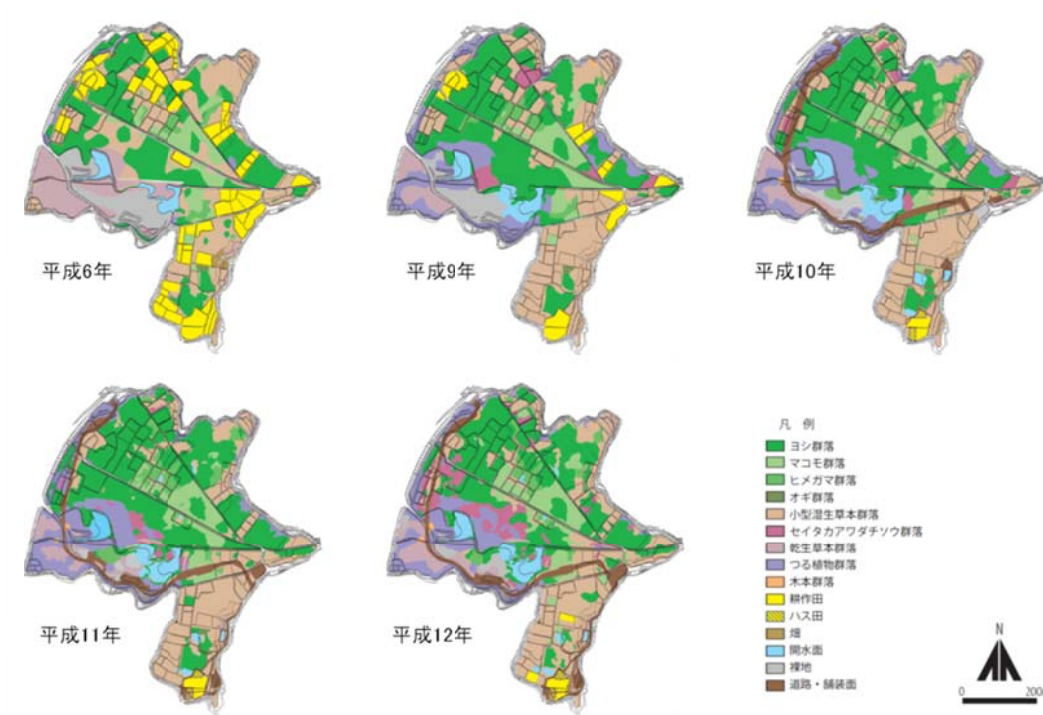 平成6年
平成9年
平成10年
平成11年
平成12年
凡 例
ヨシ群落
マコモ群落
ヒメガマ群落
オギ群落
小型湿生草本群落
セイタカアワダチソウ群落
乾生草本群落
つる植物群落
木本群落
耕作田
ハス田
畑
開水面
裸地
道路・舗装面
N
0 200